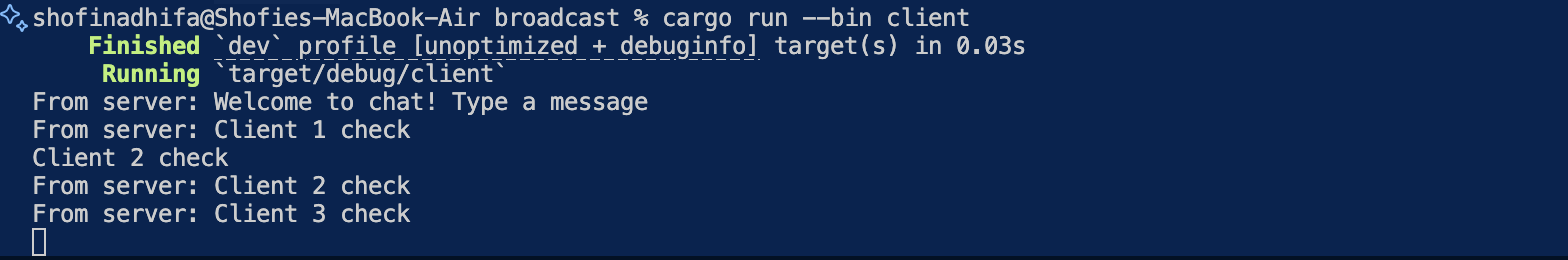 shofinadhifa@Shofies-MacBook-Air broadcast % cargo run --bin client
Finished `dev` profile [unoptimized + debuginfo] target(s) in 0.03s
Running `target/debug/client`
From server: Welcome to chat! Type a message
From server: Client 1 check
Client 2 check
From server: Client 2 check
From server: Client 3 check